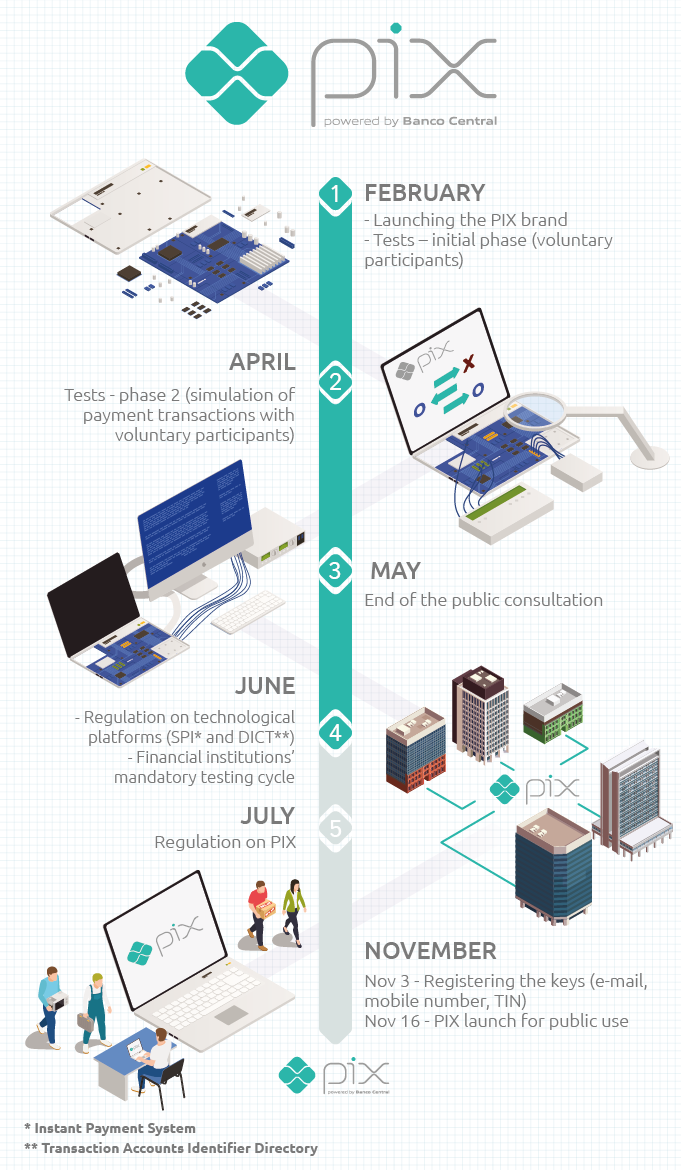 pix
powered by Banco Central
1
FEBRUARY
- Launching the PIX brand
- Tests – initial phase (voluntary
participants)
pix
X
O
O
APRIL
2
Tests - phase 2 (simulation of
payment transactions with
voluntary participants)
3
MAY
End of the public consultation
JUNE
- Regulation on technological
platforms (SPI* and DICT**)
- Financial institutions’
mandatory testing cycle
4
pix
JULY
Regulation on PIX
5
pix
NOVEMBER
Nov 3 - Registering the keys (e-mail,
mobile number, TIN)
Nov 16 - PIX launch for public use
pix
powered by Banco Central
* Instant Payment System
** Transaction Accounts Identifier Directory